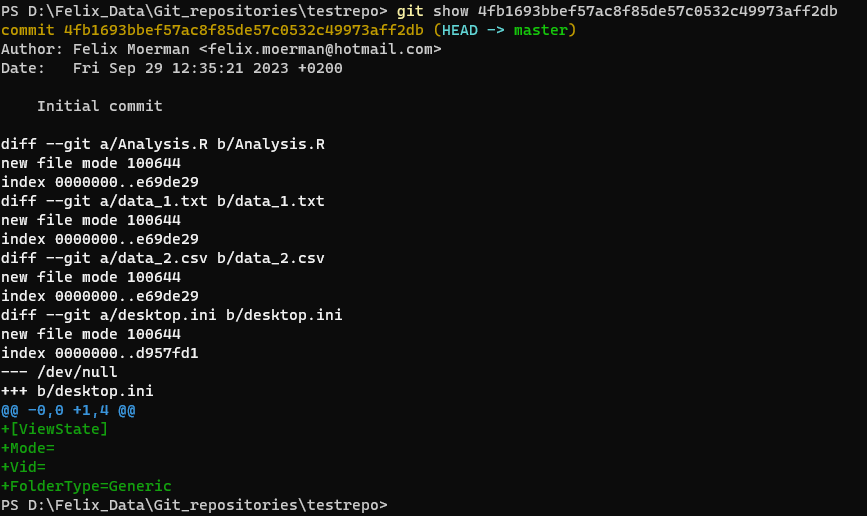 PS D:\Felix_Data\Git_repositories\testrepo> git show 4fb1693bbef57ac8f85de57c0532c49973aff2db
commit 4fb1693bbef57ac8f85de57c0532c49973aff2db (HEAD -> master)
Author: Felix Moerman <felix.moerman@hotmail.com>
Date:   Fri Sep 29 12:35:21 2023 +0200

    Initial commit

diff --git a/Analysis.R b/Analysis.R
new file mode 100644
index 0000000..e69de29
diff --git a/data_1.txt b/data_1.txt
new file mode 100644
index 0000000..e69de29
diff --git a/data_2.csv b/data_2.csv
new file mode 100644
index 0000000..e69de29
diff --git a/desktop.ini b/desktop.ini
new file mode 100644
index 0000000..d957fd1
--- /dev/null
+++ b/desktop.ini
@@ -0,0 +1,4 @@
+[ViewState]
+Mode=
+Vid=
+FolderType=Generic
PS D:\Felix_Data\Git_repositories\testrepo>